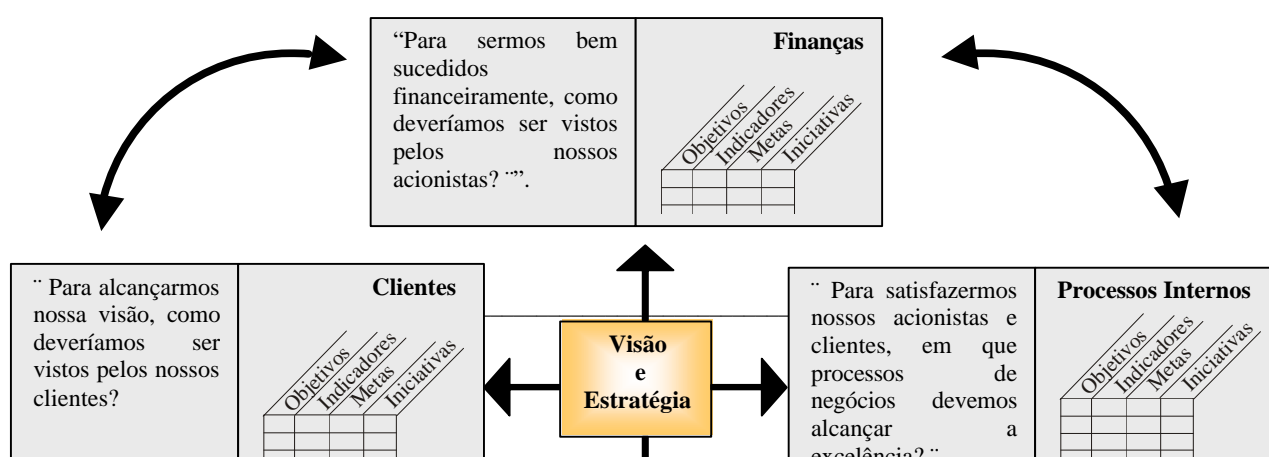 “Para sermos bem
sucedidos
financeiramente, como
deveríamos ser vistos
pelos nossos
acionistas? ¨”.
Finanças
Objetivos
Indicadores
Metas
Iniciativas
¨ Para alcançarmos
nossa visão, como
deveríamos ser
vistos pelos nossos
clientes?
Clientes
Objetivos
Indicadores
Metas
Iniciativas
Visão
e
Estratégia
¨ Para satisfazermos
nossos acionistas e
clientes, em que
processos de
negócios devemos
alcançar a
excelência? ¨
Processos Internos
Objetivos
Indicadores
Metas
Iniciativas